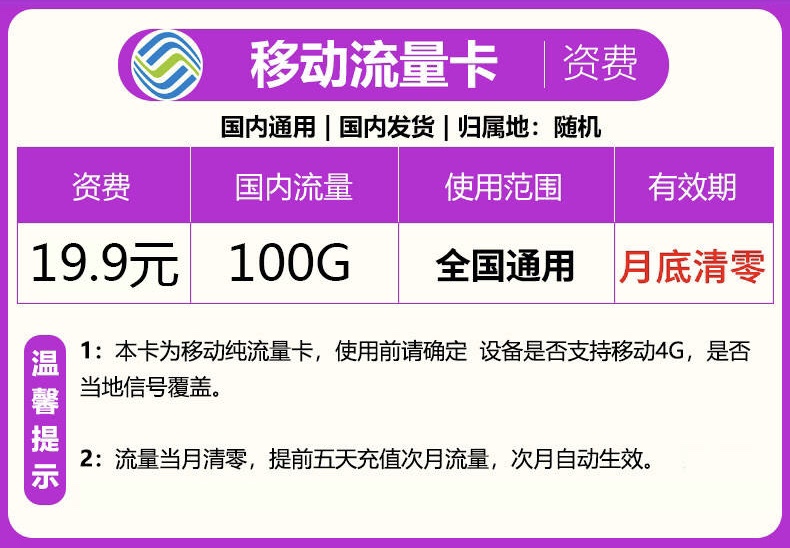 移动流量卡 资费
国内通用 | 国内发货 | 归属地：随机
资费 国内流量 使用范围 有效期
19.9元 100G 全国通用 月底清零
温馨提示
1：本卡为移动纯流量卡，使用前请确定 设备是否支持移动4G，是否
当地信号覆盖。
2：流量当月清零，提前五天充值次月流量，次月自动生效。